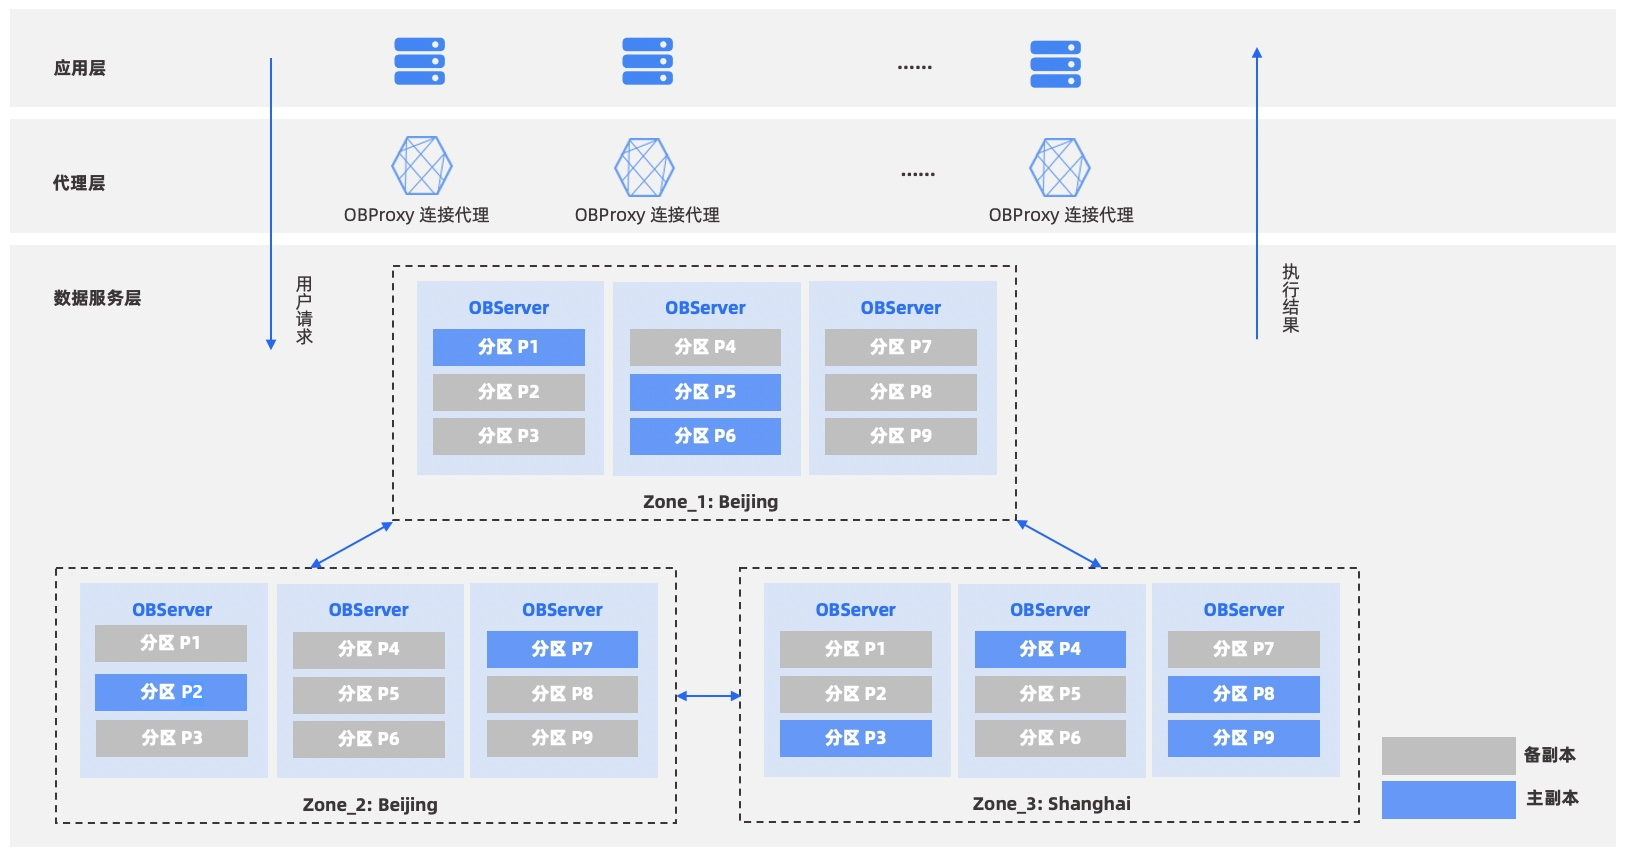 应用层
······
代理层
······
OBProxy 连接代理
OBProxy 连接代理
OBProxy 连接代理
数据服务层
用户请求
执行结果
OBServer
分区 P1
分区 P2
分区 P3
OBServer
分区 P4
分区 P5
分区 P6
OBServer
分区 P7
分区 P8
分区 P9
Zone_1: Beijing
OBServer
分区 P1
分区 P2
分区 P3
OBServer
分区 P4
分区 P5
分区 P6
OBServer
分区 P7
分区 P8
分区 P9
Zone_2: Beijing
OBServer
分区 P1
分区 P2
分区 P3
OBServer
分区 P4
分区 P5
分区 P6
OBServer
分区 P7
分区 P8
分区 P9
Zone_3: Shanghai
备副本
主副本